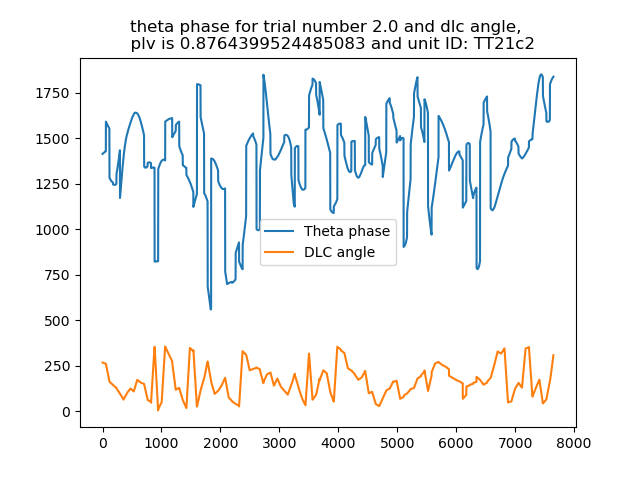 theta phase for trial number 2.0 and dlc angle,
plv is 0.8764399524485083 and unit ID: TT21c2
1750
1500
1250
1000
750
500
250
0
Theta phase
DLC angle
0 1000 2000 3000 4000 5000 6000 7000 8000